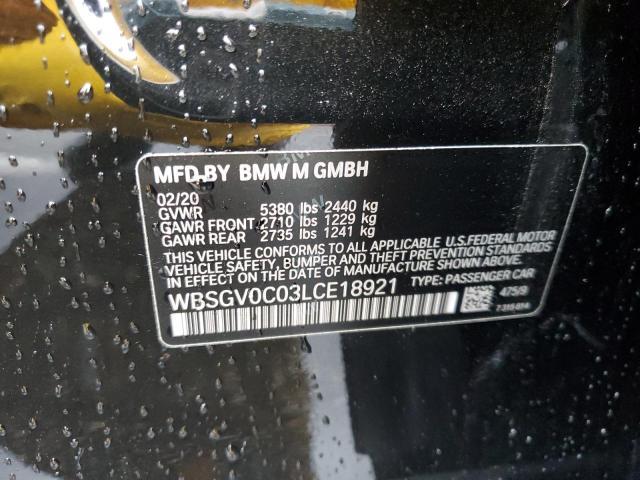 MFD BY BMW M GMBH
02/20
GVWR 5380 lbs 2440 kg
GAWR FRONT 2710 lbs 1229 kg
GAWR REAR 2735 lbs 1241 kg
THIS VEHICLE CONFORMS TO ALL APPLICABLE U.S.FEDERAL MOTOR
VEHICLE SAFETY, BUMPER AND THEFT PREVENTION STANDARDS
IN EFFECT ON THE DATE OF MANUFACTURE SHOWN ABOVE.
WBSGV0C03LCE18921 TYPE: PASSENGER CAR
475/9